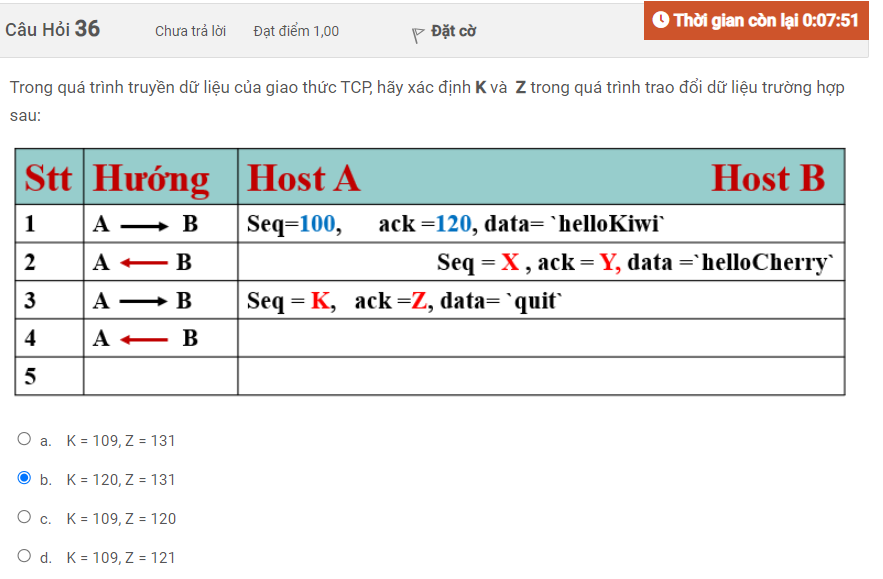 Câu Hỏi 36 Chưa trả lời Đạt điểm 1,00 Đặt cờ Thời gian còn lại 0:07:51
Trong quá trình truyền dữ liệu của giao thức TCP, hãy xác định K và Z trong quá trình trao đổi dữ liệu trường hợp
sau:
Stt Hướng Host A Host B
1 A B Seq=100, ack =120, data= `helloKiwi`
2 A B Seq = X , ack = Y, data =`helloCherry`
3 A B Seq = K, ack =Z, data= `quit`
4 A B
5
a. K = 109, Z = 131
b. K = 120, Z = 131
c. K = 109, Z = 120
d. K = 109, Z = 121